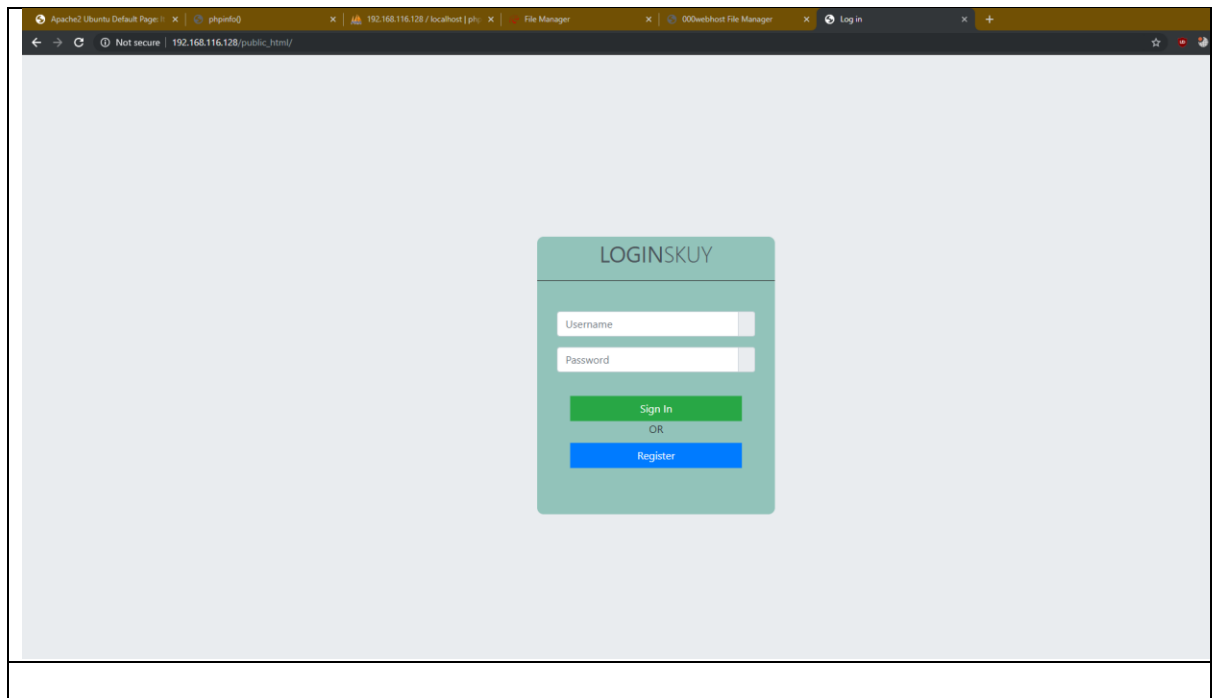 Apache2 Ubuntu Default Page: It
phpinfo()
192.168.116.128 / localhost | php
File Manager
000webhost File Manager
Log in
Not secure | 192.168.116.128/public_html/
LOGINSKUY
Username
Password
Sign In
OR
Register